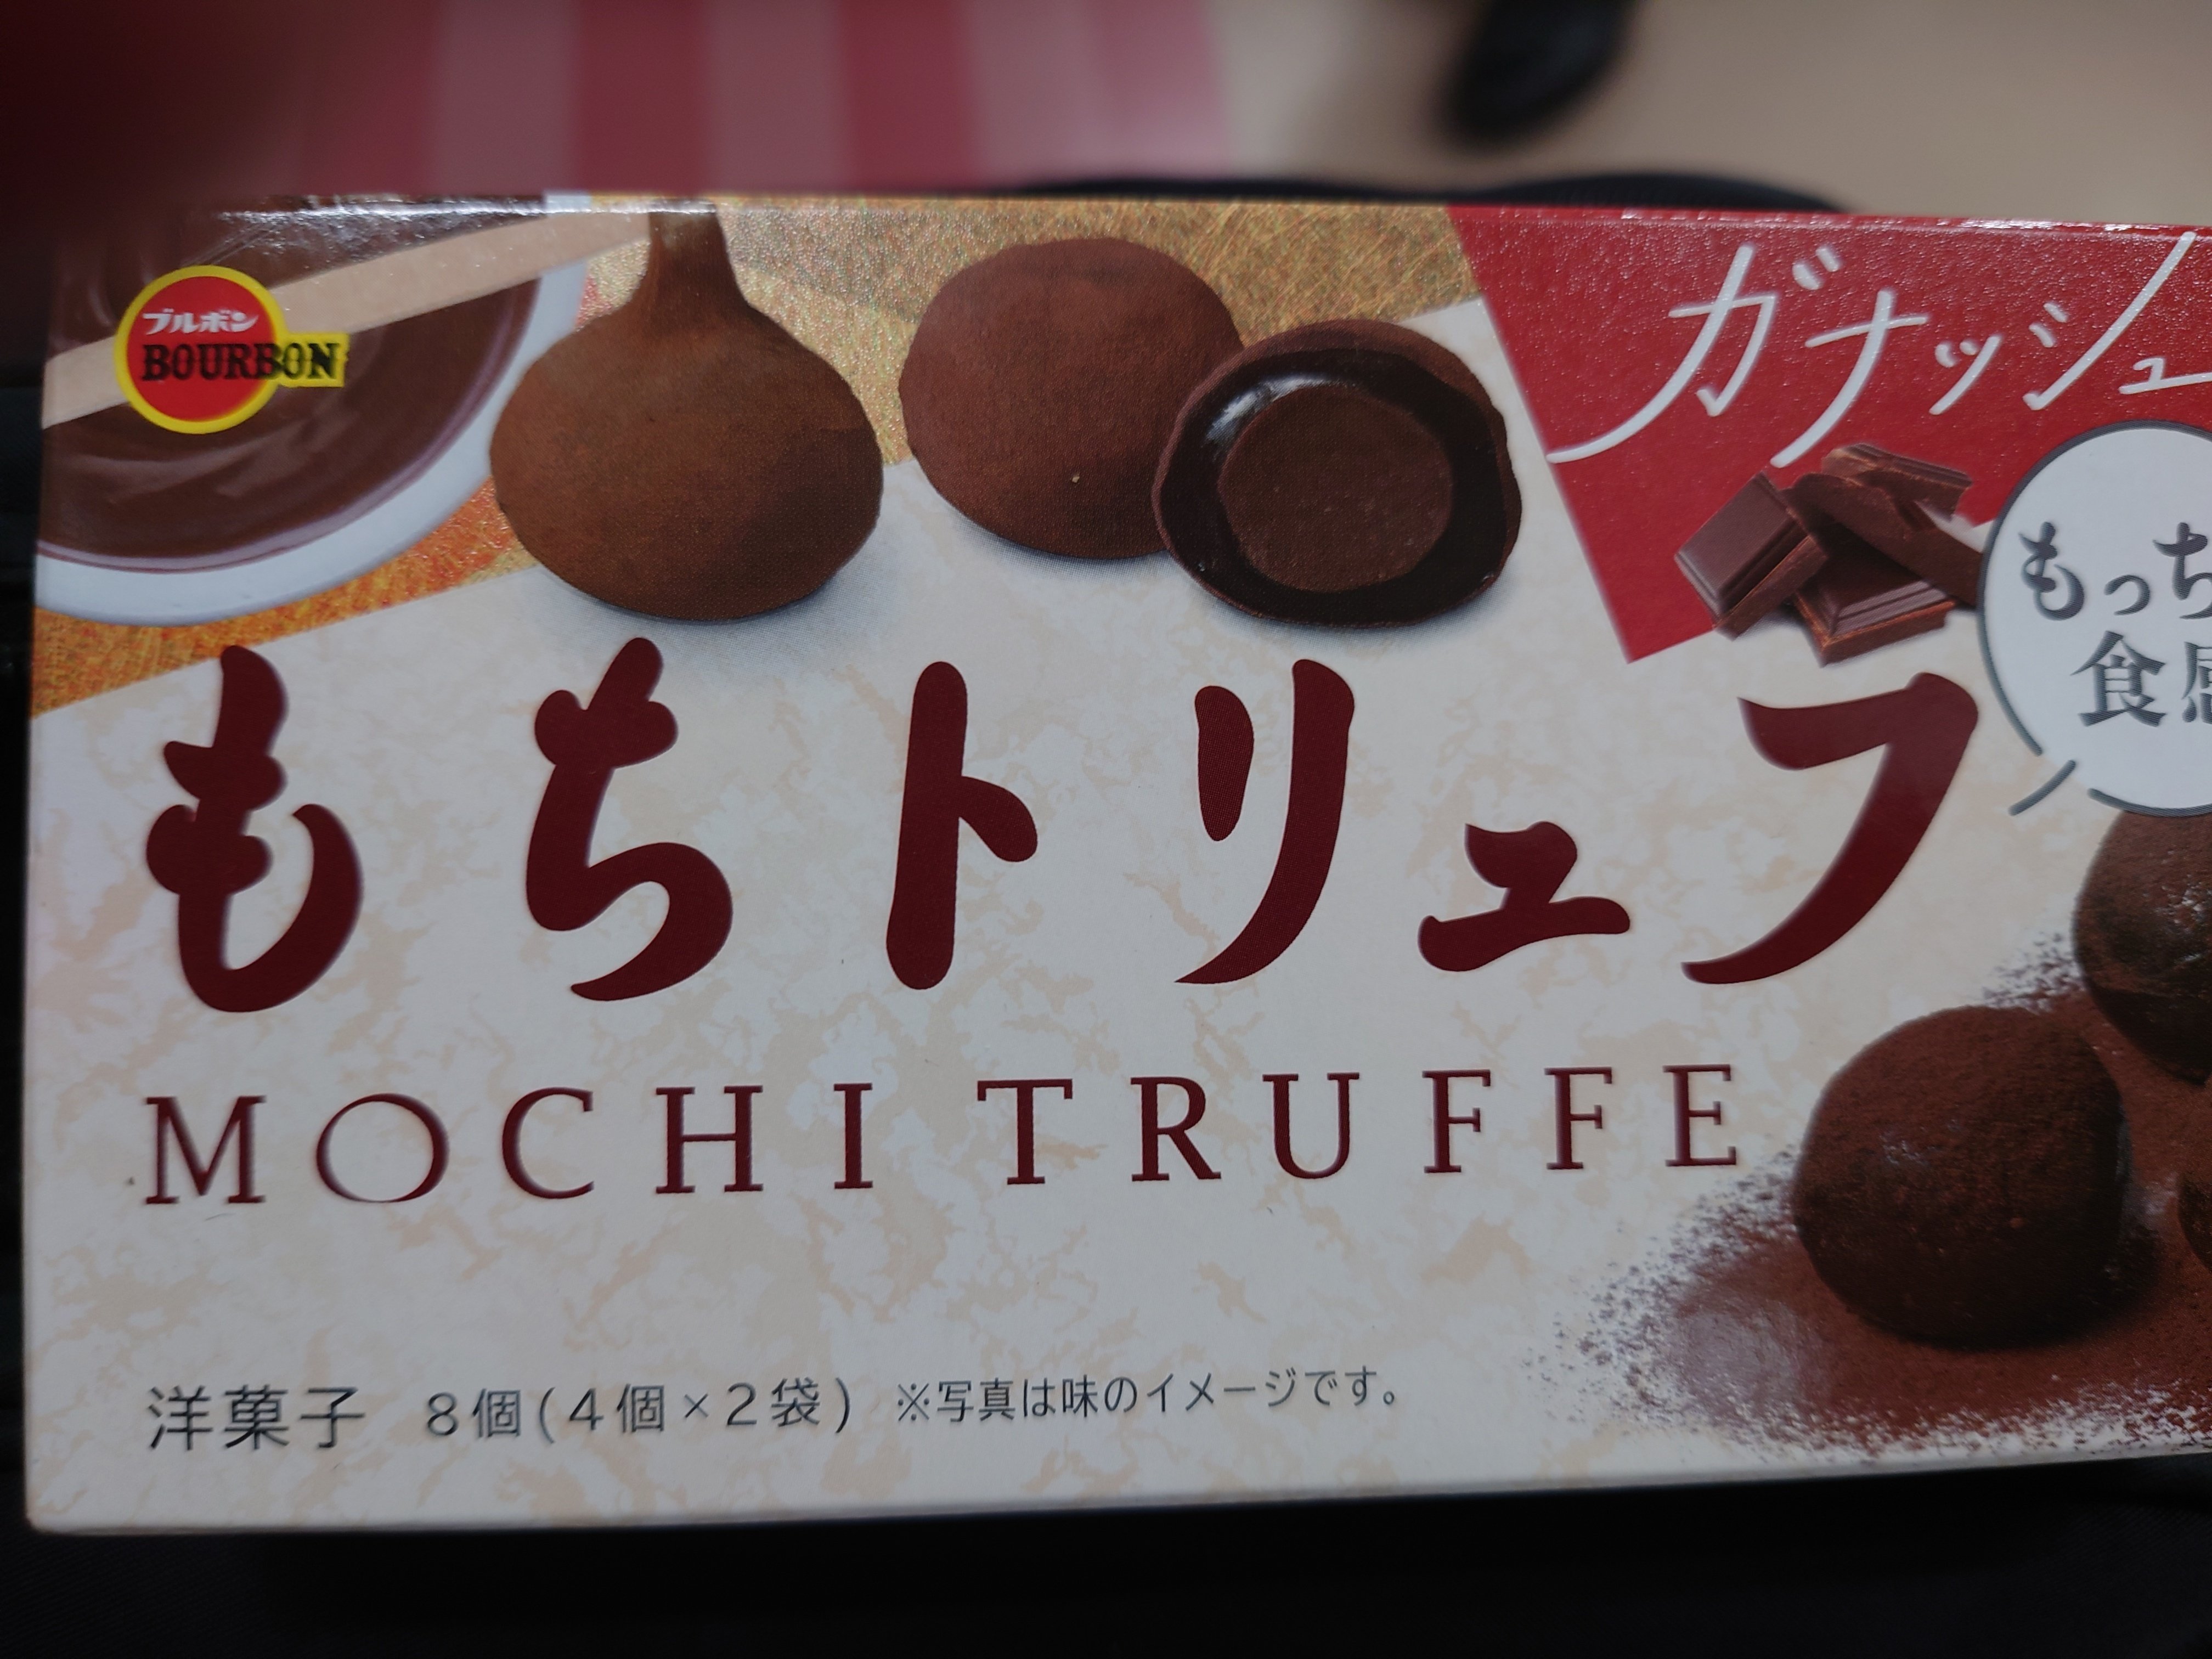 ブルボン
BOURBON
ガナッシュ
もっち
食感
もちトリュフ
MOCHI TRUFFE
洋菓子 8個(4個×2袋) ※写真は味のイメージです。